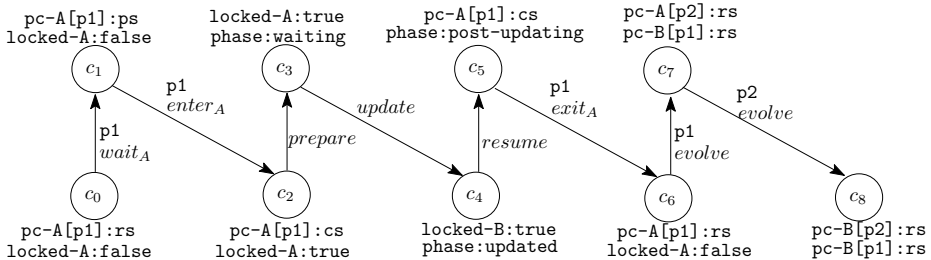 pc-A[p1]:ps
locked-A:false
locked-A:true
phase:waiting
pc-A[p1]:cs
phase:post-updating
pc-A[p2]:rs
pc-B[p1]:rs
c1
c3
c5
c7
p1
enterA
update
p1
exitA
p2
evolve
p1
waitA
prepare
resume
p1
evolve
c0
c2
c4
c6
c8
pc-A[p1]:rs
locked-A:false
pc-A[p1]:cs
locked-A:true
locked-B:true
phase:updated
pc-A[p1]:rs
locked-A:false
pc-B[p2]:rs
pc-B[p1]:rs